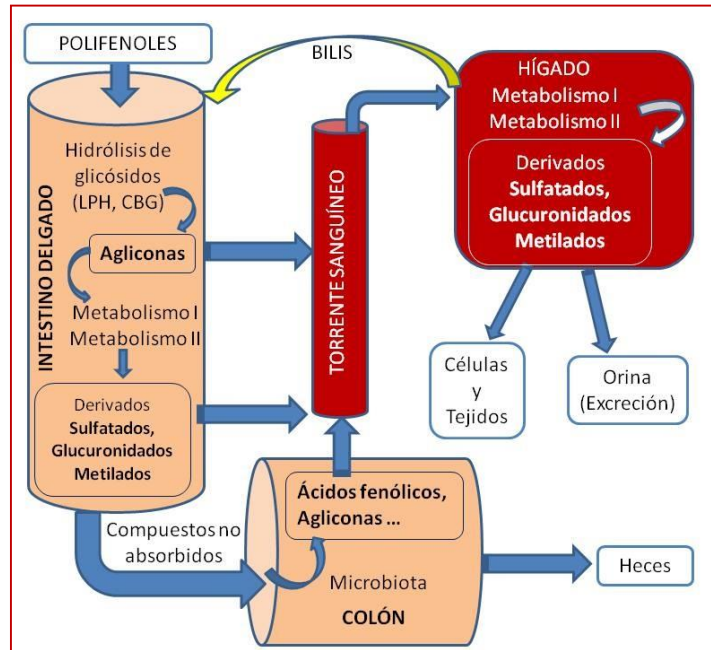 POLIFENOLES
BILIS
HÍGADO
Metabolismo I
Metabolismo II
Derivados
Sulfatados,
Glucuronidados
Metilados
INTESTINO DELGADO
Hidrólisis de
glicósidos
(LPH, CBG)
Agliconas
Metabolismo I
Metabolismo II
Derivados
Sulfatados,
Glucuronidados
Metilados
TORRENTE SANGUÍNEO
Células
y
Tejidos
Orina
(Excreción)
Compuestos no
absorbidos
Ácidos fenólicos,
Agliconas ...
Microbiota
COLÓN
Heces